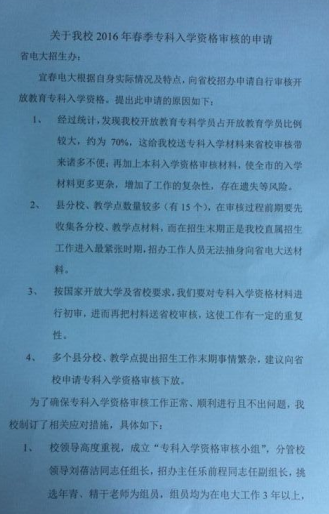 关于我校 2016 年春季专科入学资格审核的申请
省电大招生办:
宜春电大根据自身实际情况及特点，向省校招办申请自行审核开
放教育专科入学资格。提出此申请的原因如下:
1、 经过统计，发现我校开放教育专科学员占开放教育学员比例
较大，约为 70%，这给我校送专科入学材料来省校审核带
来诸多不便；再加上本科入学资格审核材料，使全市的入学
材料更多更杂，增加了工作的复杂性，存在遗失等风险。
2、 县分校、教学点数量较多（有 15 个），在审核过程前期要先
收集各分校、教学点材料，而在招生末期正是我校直属招生
工作进入最紧张时期，招办工作人员无法抽身向省电大送材
料。
3、 按国家开放大学及省校要求，我们要对专科入学资格材料进
行初审，进而再把材料送省校审核，这使工作有一定的重复
性。
4、 多个县分校、教学点提出招生工作末期事情繁杂，建议向省
校申请专科入学资格审核下放。
为了确保专科入学资格审核工作正常、顺利进行且不出问题，我
校制订了相关应对措施，具体如下:
1、 校领导高度重视，成立“专科入学资格审核小组”，分管校
领导刘蓓沽同志任组长，招办主任乐前程同志任副组长，挑
选年青、精干老师为组员，组员均为在电大工作 3 年以上，